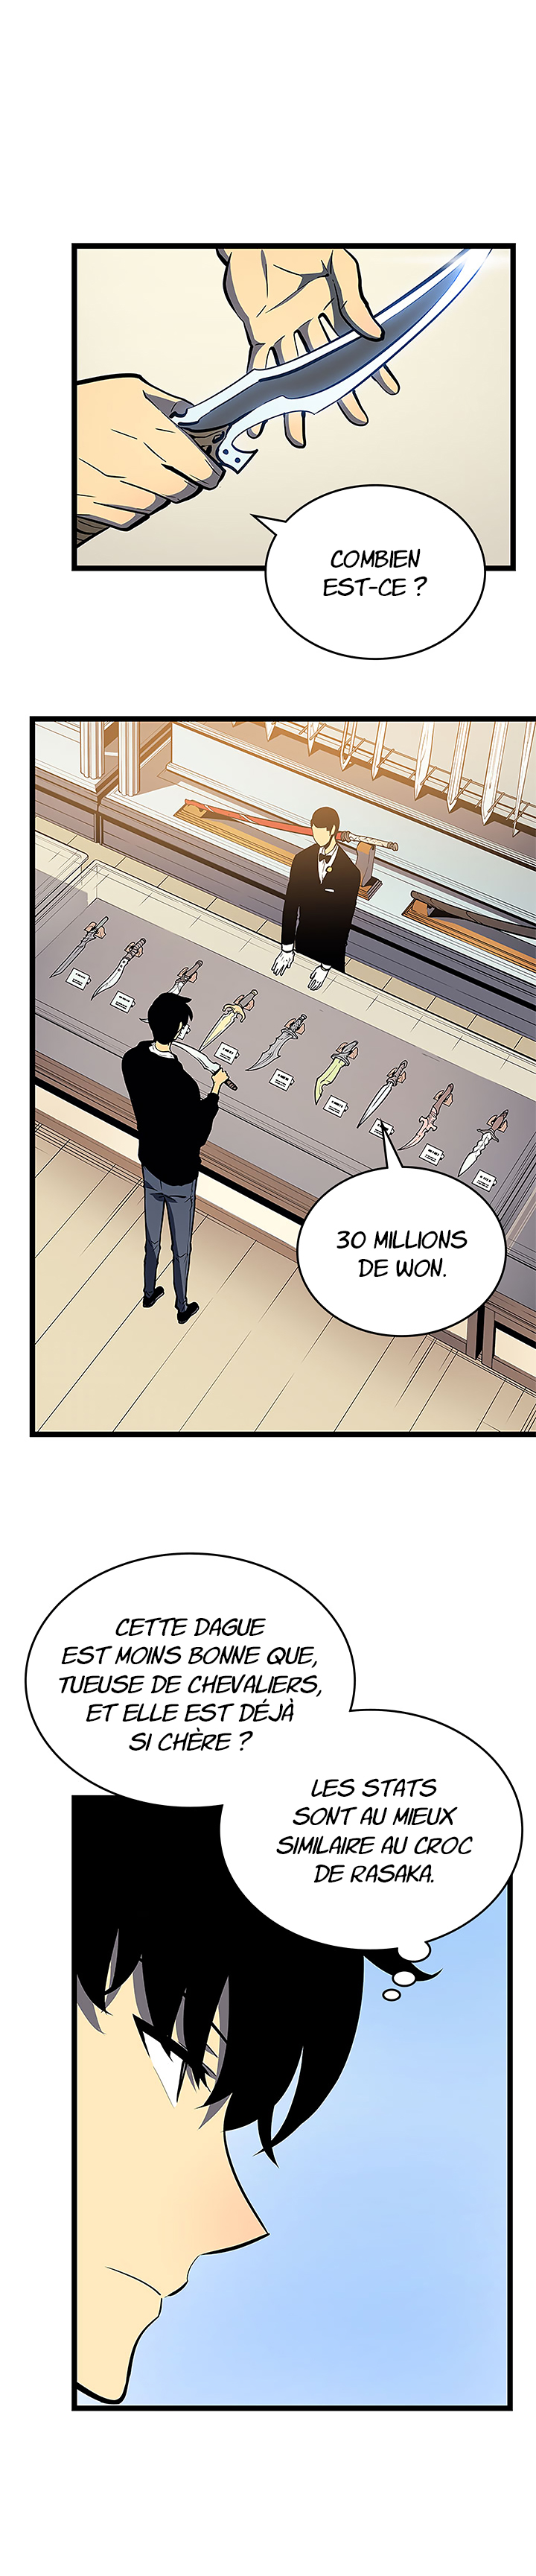 COMBIEN
EST-CE ?
30 MILLIONS
DE WON.
CETTE DAGUE
EST MOINS BONNE QUE,
TUEUSE DE CHEVALIERS,
ET ELLE EST DÉJÀ
SI CHÈRE ?
LES STATS
SONT AU MIEUX
SIMILAIRE AU CROC
DE RASAKA.